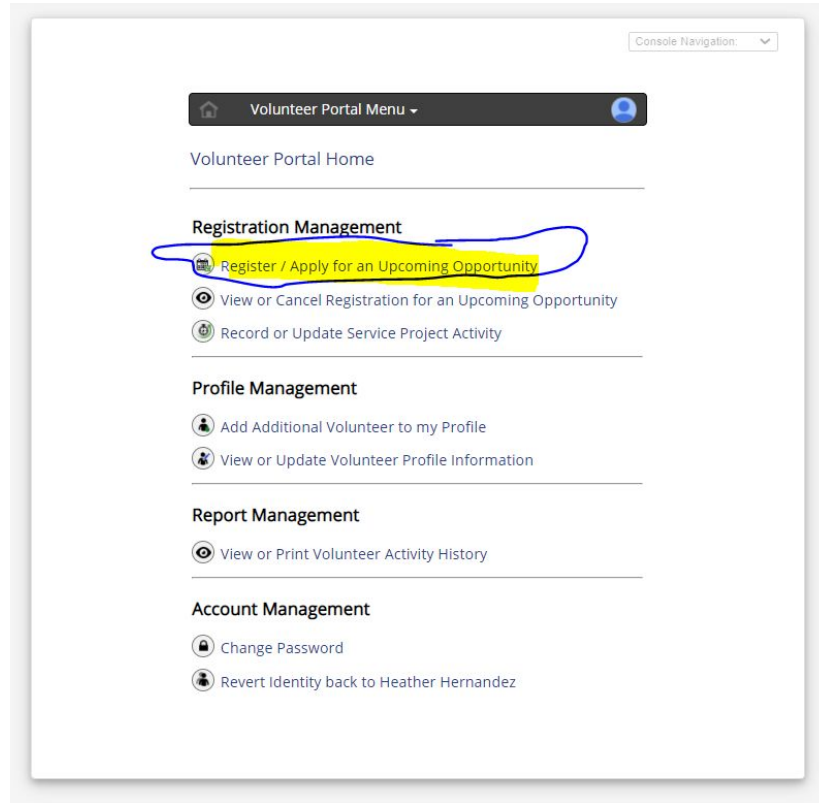 Console Navigation:
Volunteer Portal Menu
Volunteer Portal Home
Registration Management
Register / Apply for an Upcoming Opportunity
View or Cancel Registration for an Upcoming Opportunity
Record or Update Service Project Activity
Profile Management
Add Additional Volunteer to my Profile
View or Update Volunteer Profile Information
Report Management
View or Print Volunteer Activity History
Account Management
Change Password
Revert Identity back to Heather Hernandez